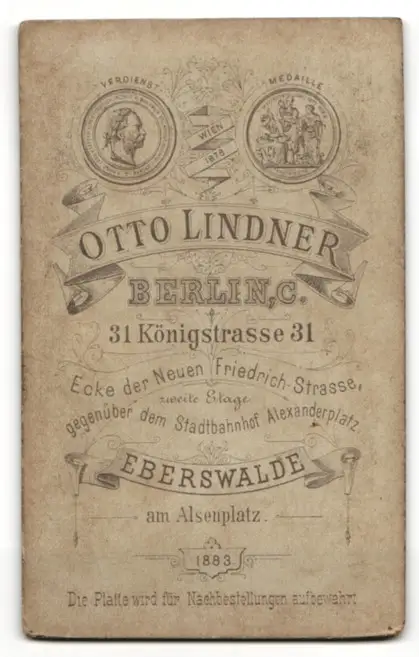 VERDIENST MEDAILLE
WIEN
1873
OTTO LINDNER
BERLIN, C.
31 Königstrasse 31
Ecke der Neuen Friedrich-Strasse,
zweite Etage
gegenüber dem Stadtbahnhof Alexanderplatz.
EBERSWALDE
am Alsenplatz.
1883
Die Platte wird für Nachbestellungen aufbewahrt